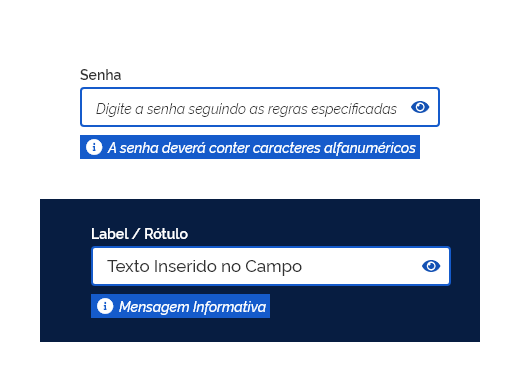 Senha
Digite a senha seguindo as regras especificadas
A senha deverá conter caracteres alfanuméricos
Label / Rótulo
Texto Inserido no Campo
Mensagem Informativa